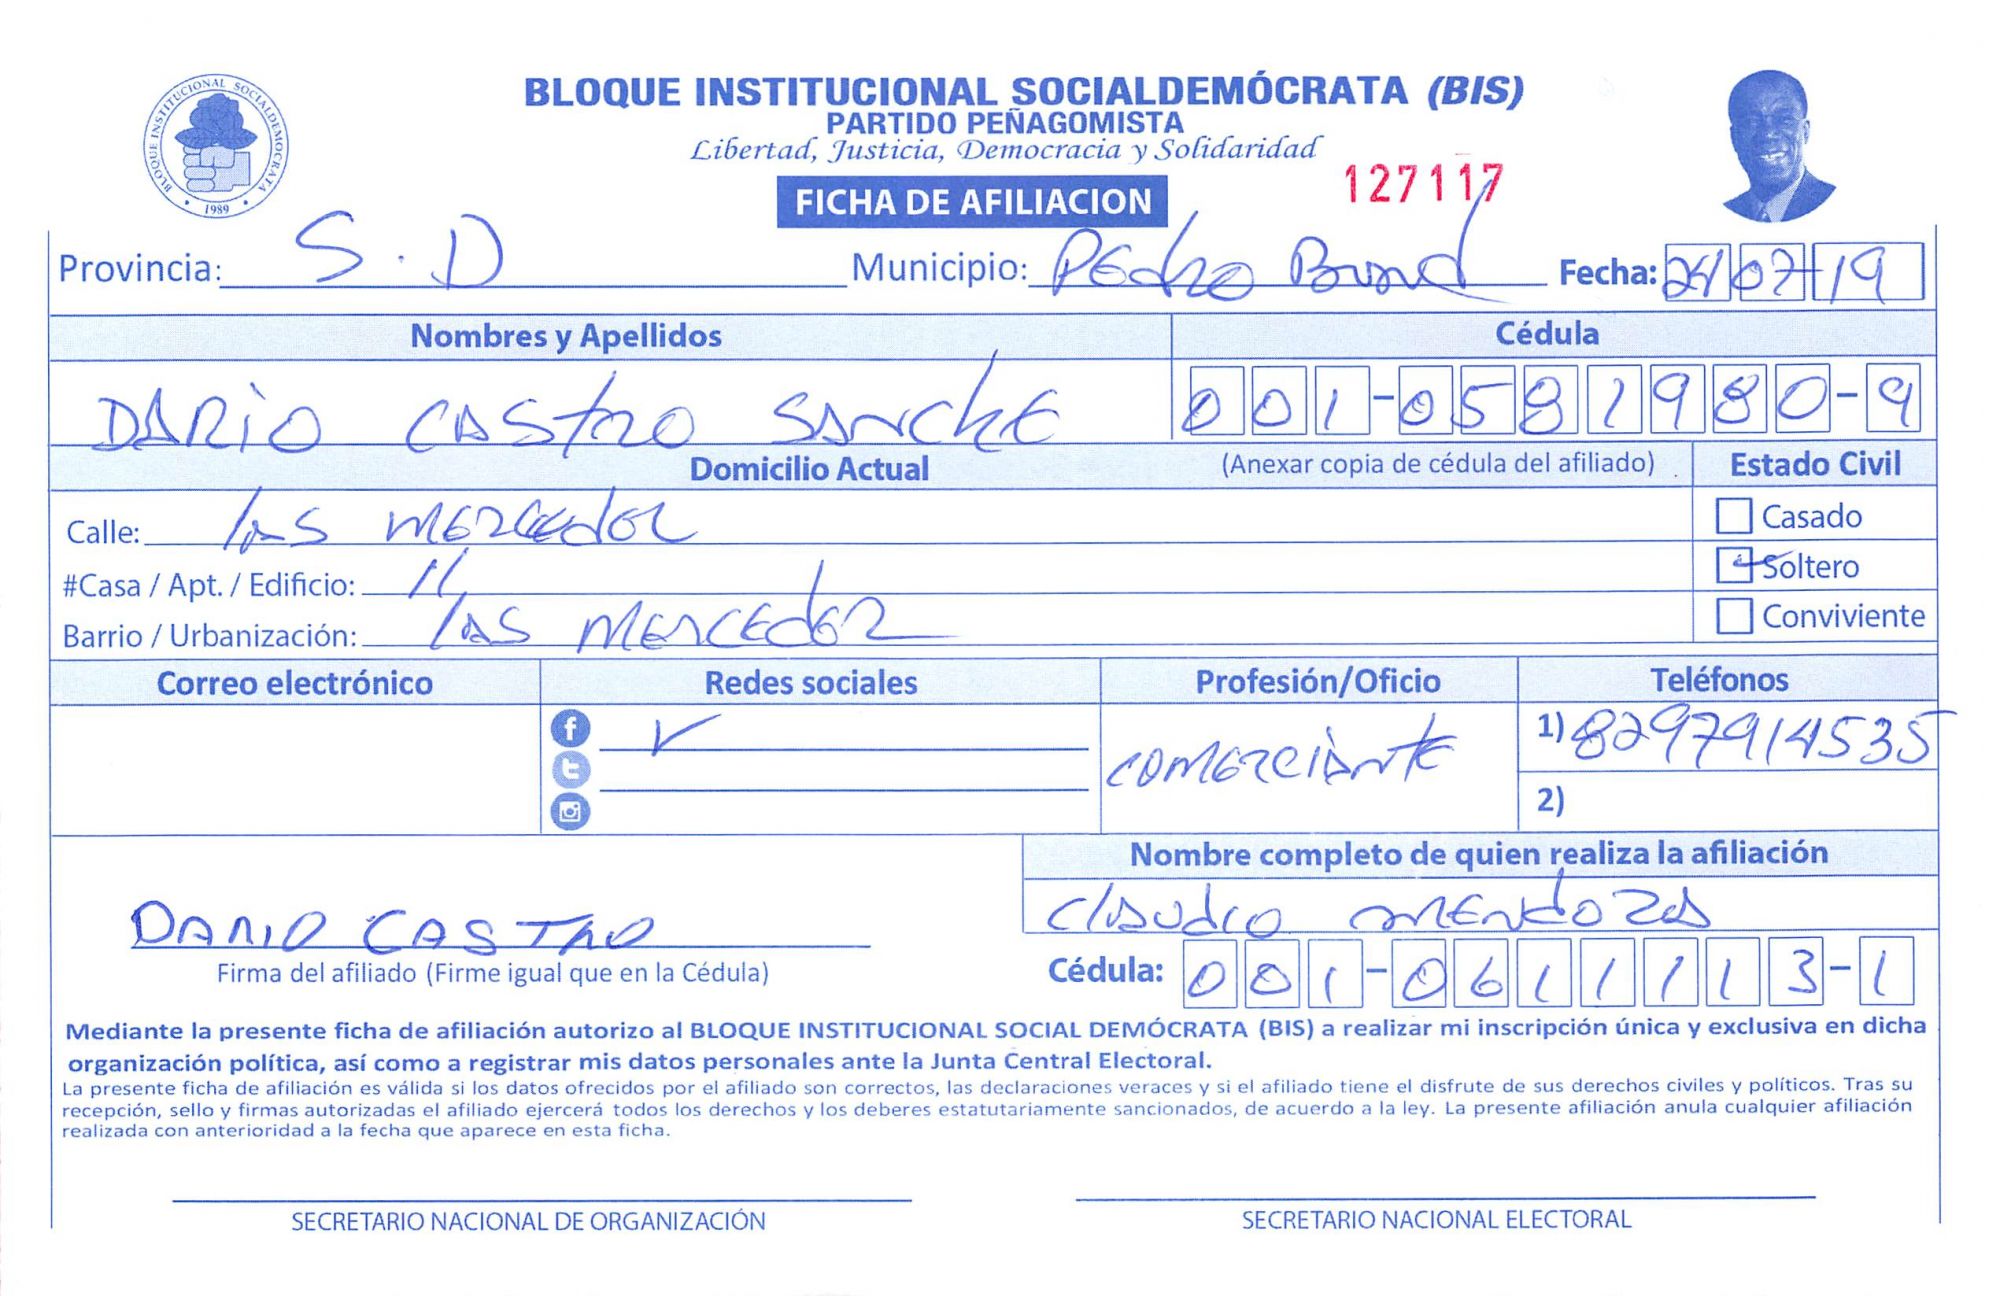 BLOQUE INSTITUCIONAL SOCIALDEMÓCRATA (BIS)
PARTIDO PEÑAGOMISTA
Libertad, Justicia, Democracia y Solidaridad
BLOQUE INSTITUCIONAL SOCIALDEMOCRATA
• 1989 •
FICHA DE AFILIACION
127117
Provincia: S. D Municipio: PEdro Brand Fecha: 24 07-19
Nombres y Apellidos Cédula
DARIO CASTRO SANCHE 001-0581980-9
Domicilio Actual (Anexar copia de cédula del afiliado) Estado Civil
Calle: las mercedez Casado
#Casa / Apt. / Edificio: 11 Soltero
Barrio / Urbanización: las mercedez Conviviente
Correo electrónico Redes sociales Profesión/Oficio Teléfonos
comerciante 1) 8297914535
2)
Nombre completo de quien realiza la afiliación
claudio mendoza
DARIO CASTRO
Firma del afiliado (Firme igual que en la Cédula) Cédula: 001-0611113-1
Mediante la presente ficha de afiliación autorizo al BLOQUE INSTITUCIONAL SOCIAL DEMÓCRATA (BIS) a realizar mi inscripción única y exclusiva en dicha
organización política, así como a registrar mis datos personales ante la Junta Central Electoral.
La presente ficha de afiliación es válida si los datos ofrecidos por el afiliado son correctos, las declaraciones veraces y si el afiliado tiene el disfrute de sus derechos civiles y políticos. Tras su
recepción, sello y firmas autorizadas el afiliado ejercerá todos los derechos y los deberes estatutariamente sancionados, de acuerdo a la ley. La presente afiliación anula cualquier afiliación
realizada con anterioridad a la fecha que aparece en esta ficha.
SECRETARIO NACIONAL DE ORGANIZACIÓN SECRETARIO NACIONAL ELECTORAL